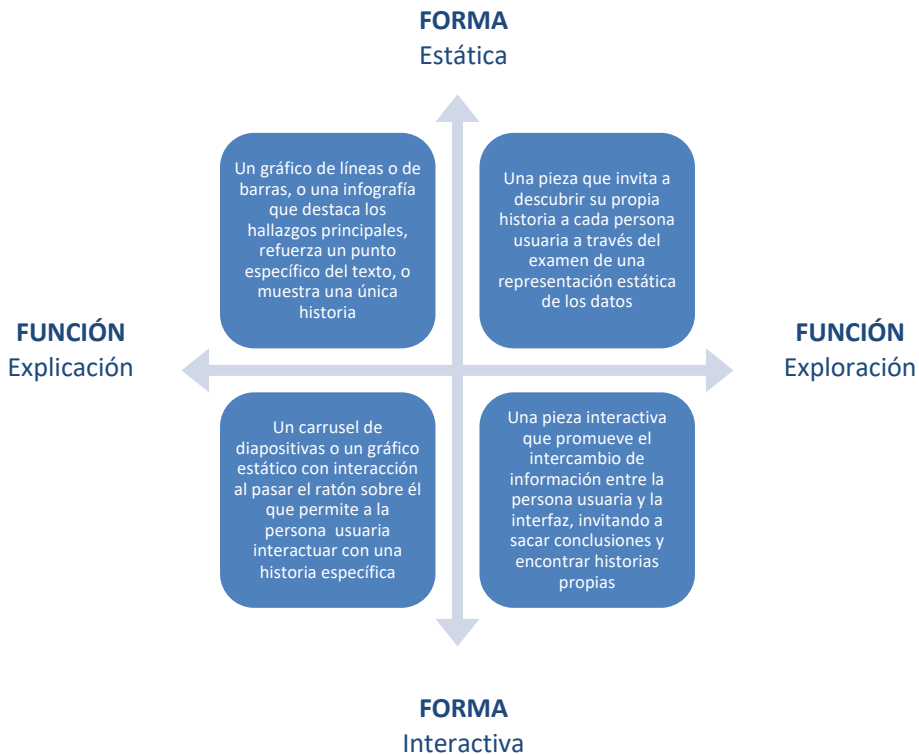 FORMA
Estática
Un gráfico de líneas o de
barras, o una infografía
que destaca los
hallazgos principales,
refuerza un punto
específico del texto, o
muestra una única
historia
Una pieza que invita a
descubrir su propia
historia a cada persona
usuaria a través del
examen de una
representación estática
de los datos
FUNCIÓN
Explicación
FUNCIÓN
Exploración
Un carrusel de
diapositivas o un gráfico
estático con interacción
al pasar el ratón sobre él
que permite a la
persona usuaria
interactuar con una
historia específica
Una pieza interactiva
que promueve el
intercambio de
información entre la
persona usuaria y la
interfaz, invitando a
sacar conclusiones y
encontrar historias
propias
FORMA
Interactiva